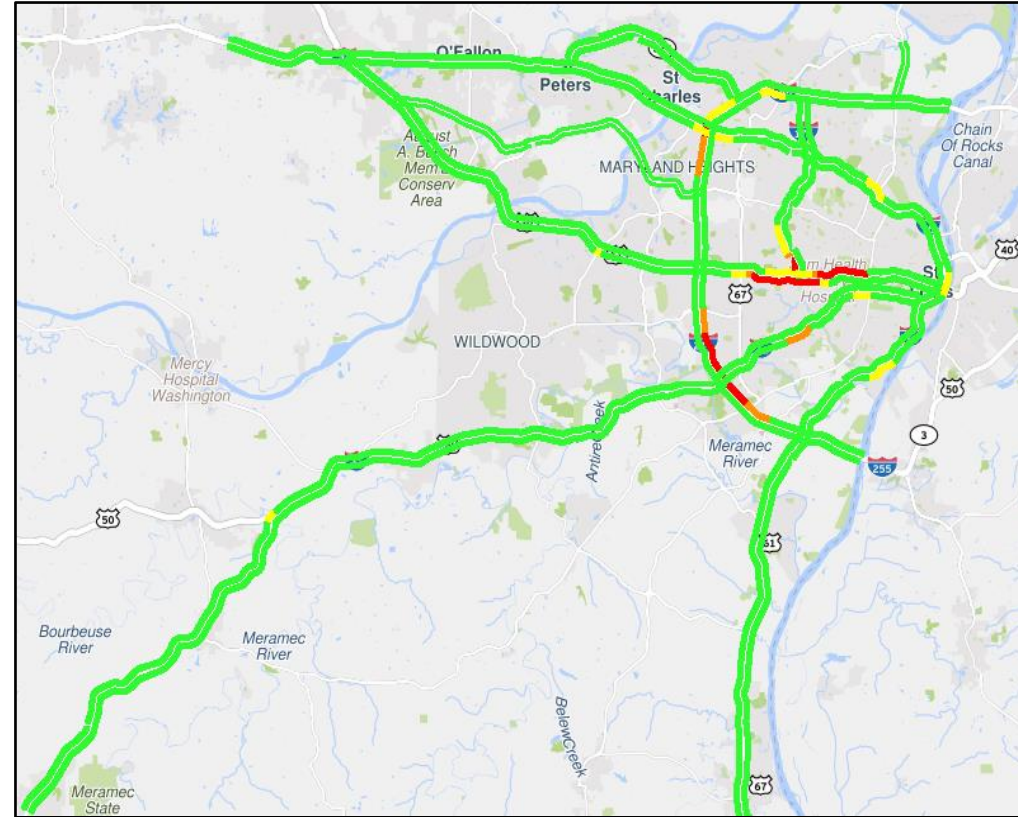 O'Fallon
Peters
St
Charles
Chain
Of Rocks
Canal
August
A. Busch
Mem'l
Conserv
Area
MARYLAND HEIGHTS
40
St
67
Hospital
WILDWOOD
Mercy
Hospital
Washington
50
3
Antire Creek
Meramec
River
255
50
61
Bourbeuse
River
Meramec
River
Belew Creek
Meramec
State
67